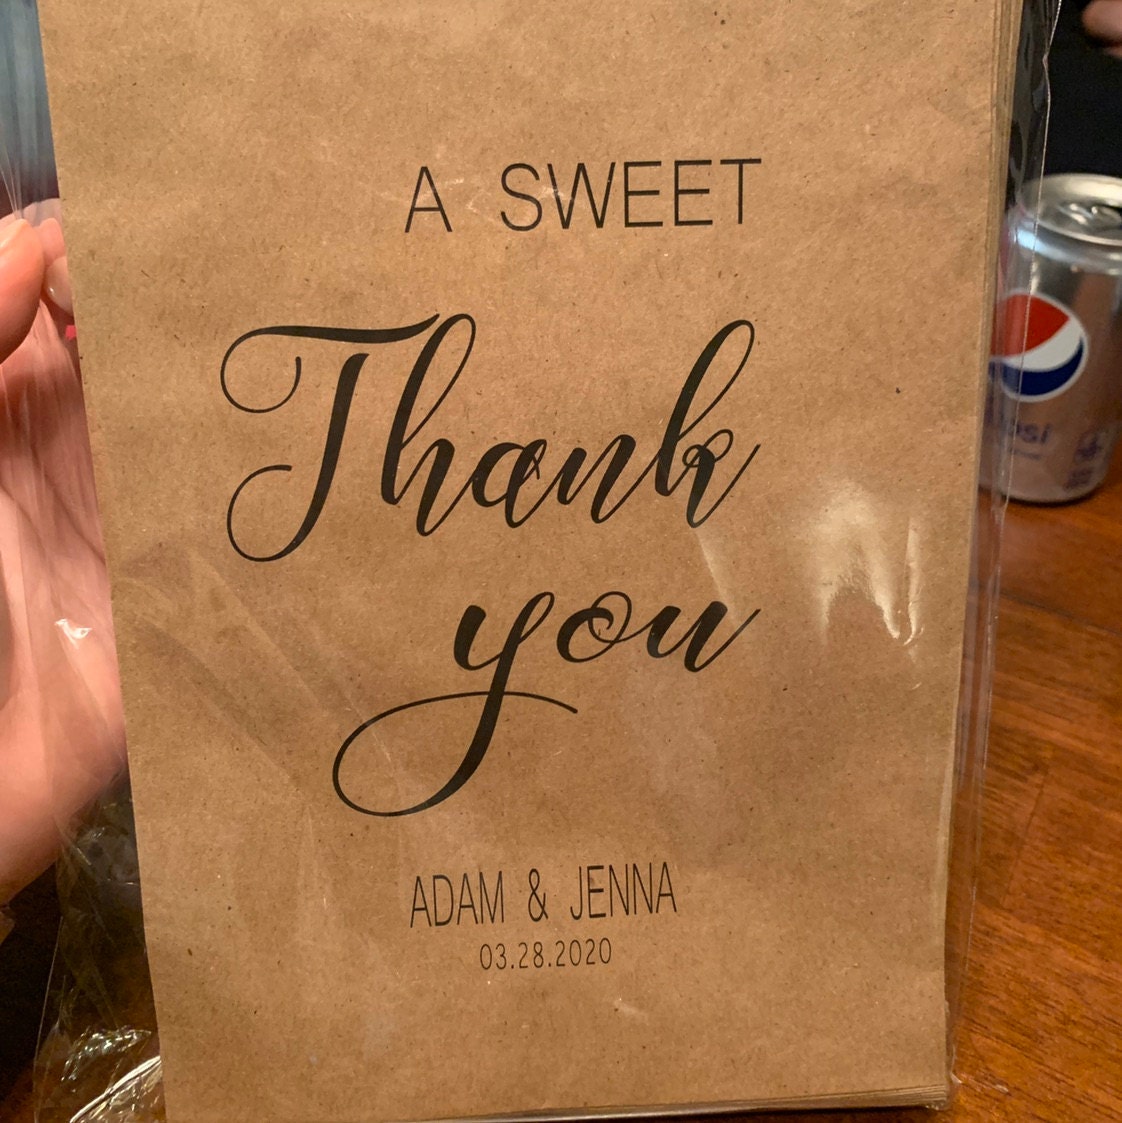 A SWEET
Thank
you
ADAM & JENNA
03.28.2020